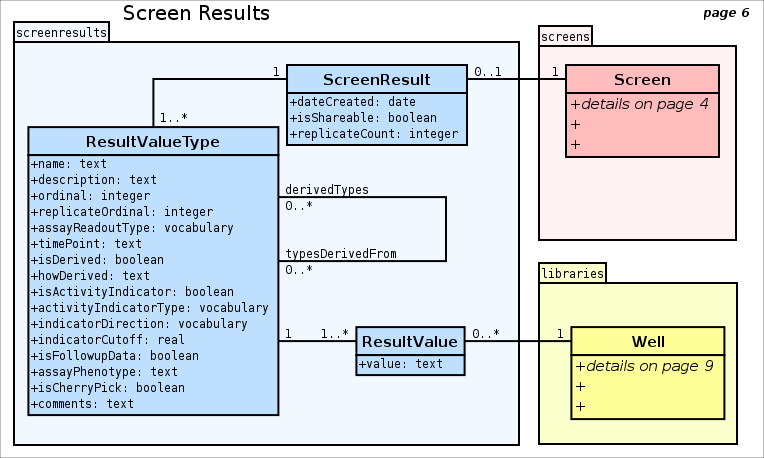 Screen Results
page 6
screenresults
screens
1
ScreenResult
0..1
1
Screen
+dateCreated: date
+isShareable: boolean
+replicateCount: integer
+details on page 4
+
+
1..*
ResultValueType
+name: text
+description: text
+ordinal: integer
+replicateOrdinal: integer
+assayReadoutType: vocabulary
+timePoint: text
+isDerived: boolean
+howDerived: text
+isActivityIndicator: boolean
+activityIndicatorType: vocabulary
+indicatorDirection: vocabulary
+indicatorCutoff: real
+isFollowupData: boolean
+assayPhenotype: text
+isCherryPick: boolean
+comments: text
derivedTypes
0..*
typesDerivedFrom
0..*
libraries
1
1..*
ResultValue
0..*
1
Well
+value: text
+details on page 9
+
+